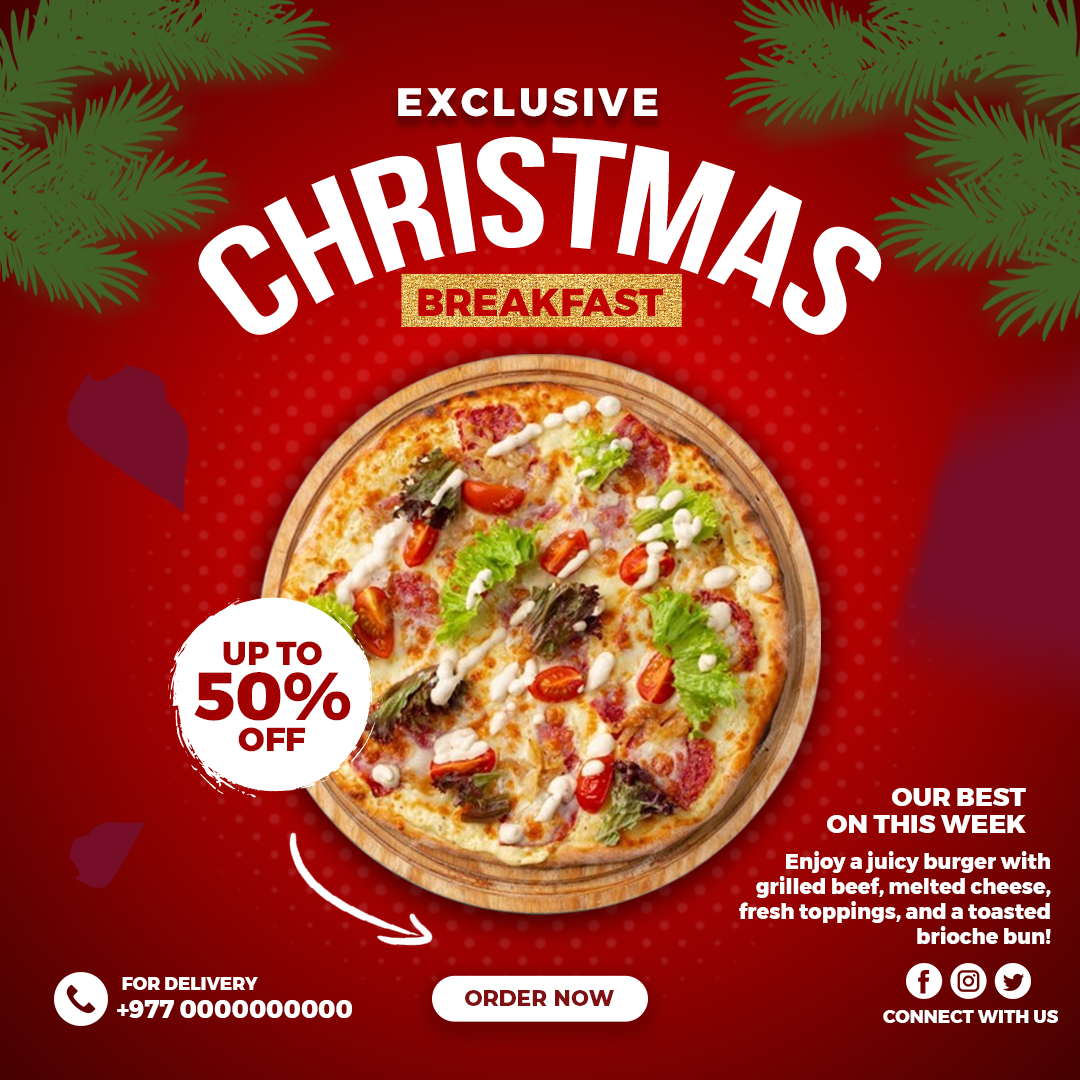 EXCLUSIVE
CHRISTMAS
BREAKFAST
UP TO
50%
OFF
OUR BEST
ON THIS WEEK
Enjoy a juicy burger with
grilled beef, melted cheese,
fresh toppings, and a toasted
brioche bun!
FOR DELIVERY
+977 0000000000
ORDER NOW
CONNECT WITH US